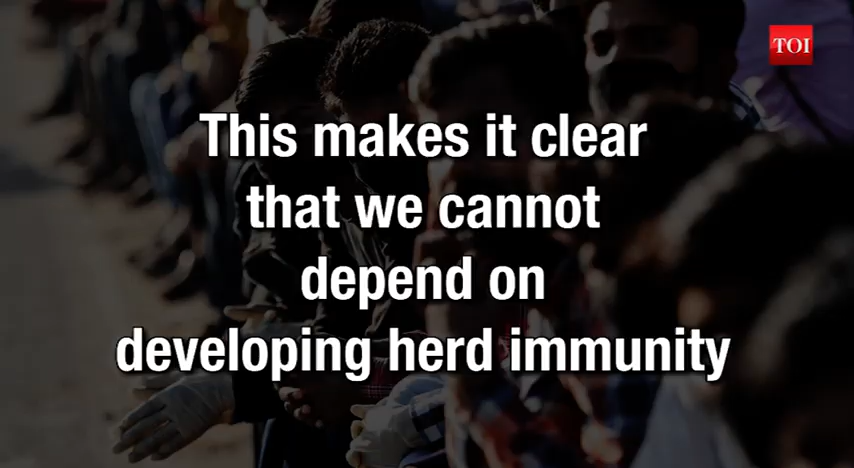 TOI
This makes it clear
that we cannot
depend on
developing herd immunity